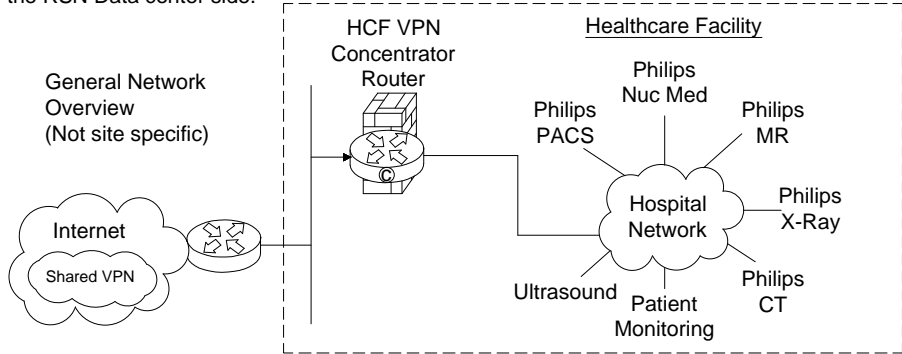 the RSN Data center side.
Healthcare Facility
HCF VPN
Concentrator
Router
General Network
Overview
(Not site specific)
Philips
Nuc Med
Philips
PACS
Philips
MR
Philips
X-Ray
Philips
CT
Patient
Monitoring
Ultrasound
Hospital
Network
Internet
Shared VPN
C